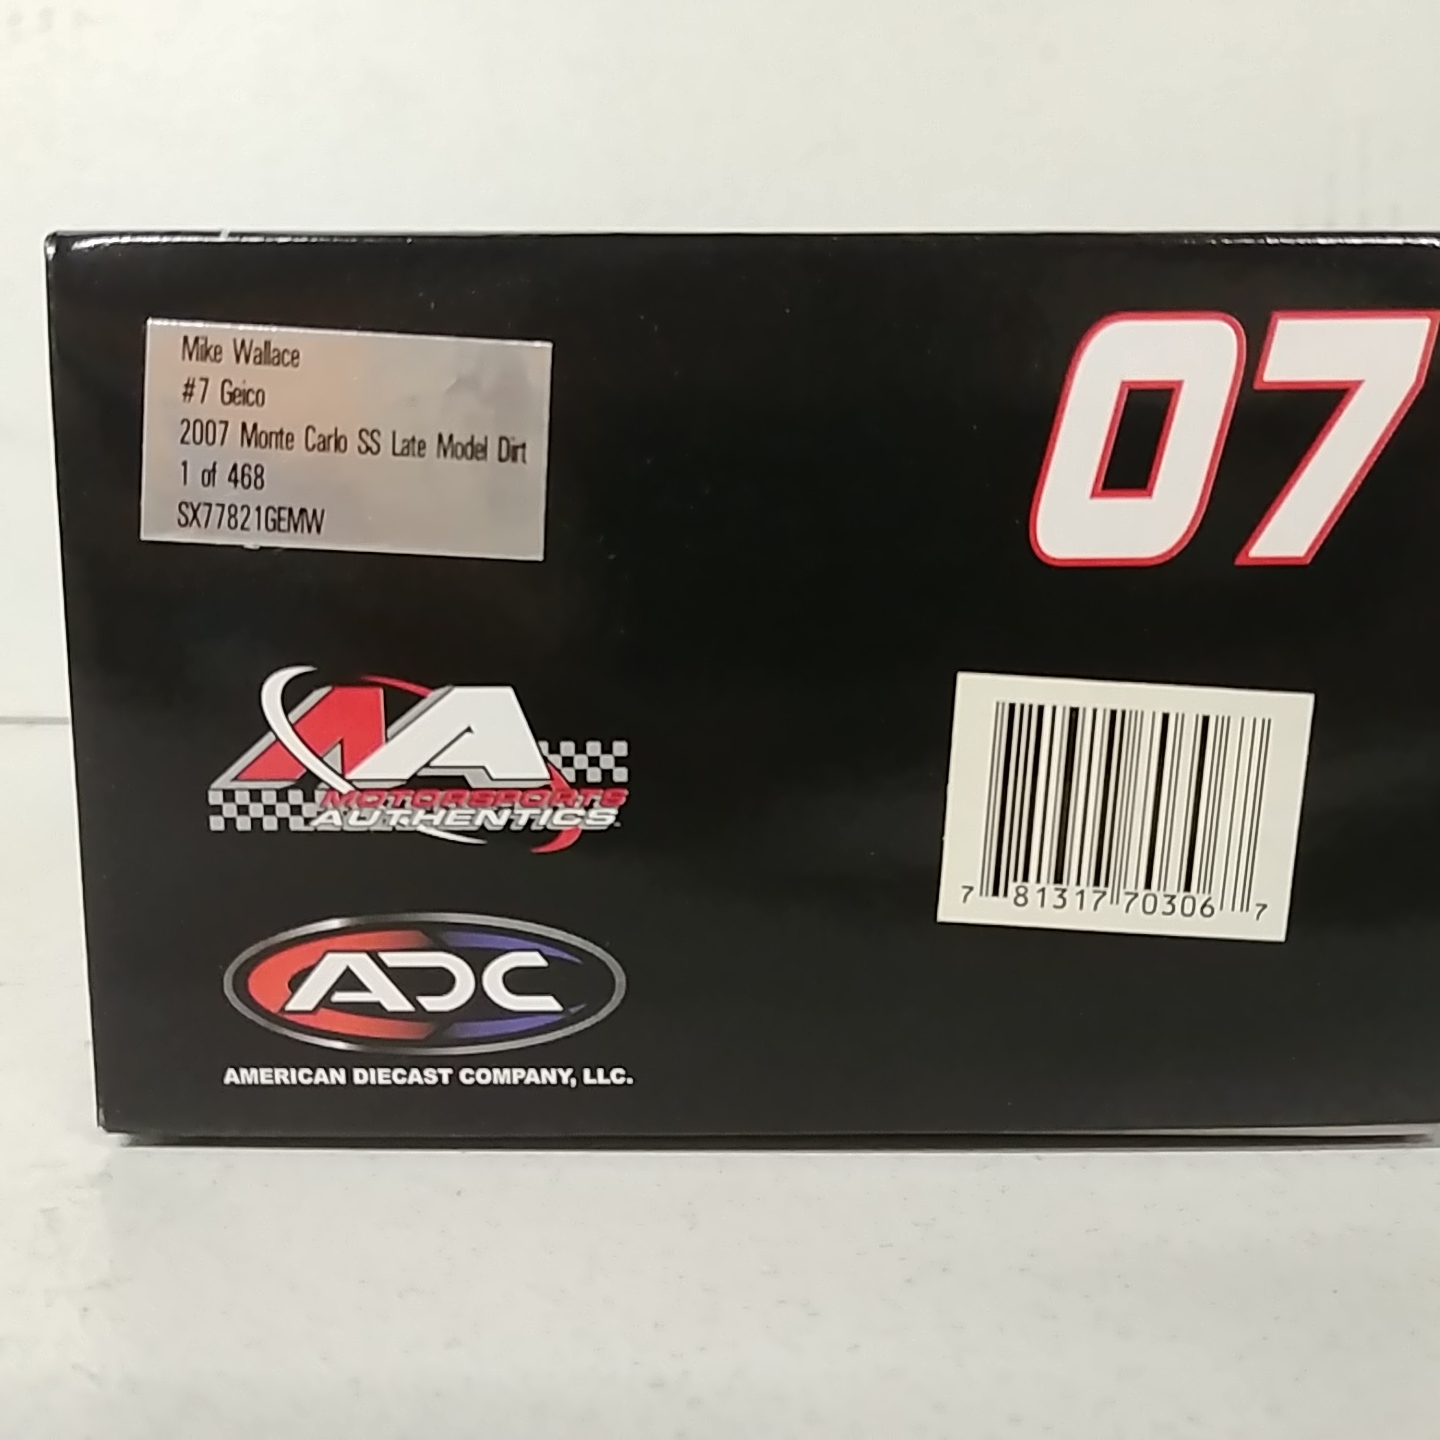 Mike Wallace
#7 Geico
2007 Monte Carlo SS Late Model Dirt
1 of 468
SX77821GEMW
07
MA
MOTORSPORTS
AUTHENTICS
7 81317 70306 7
ADC
AMERICAN DIECAST COMPANY, LLC.